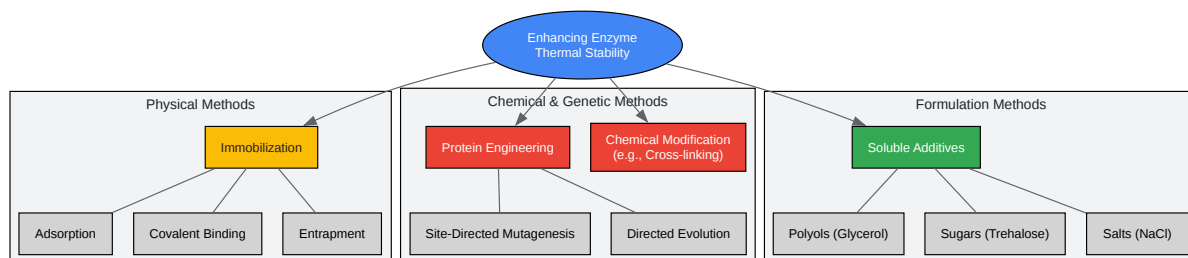 Enhancing Enzyme
Thermal Stability
Physical Methods
Chemical & Genetic Methods
Formulation Methods
Immobilization
Protein Engineering
Chemical Modification
(e.g., Cross-linking)
Soluble Additives
Adsorption
Covalent Binding
Entrapment
Site-Directed Mutagenesis
Directed Evolution
Polyols (Glycerol)
Sugars (Trehalose)
Salts (NaCl)